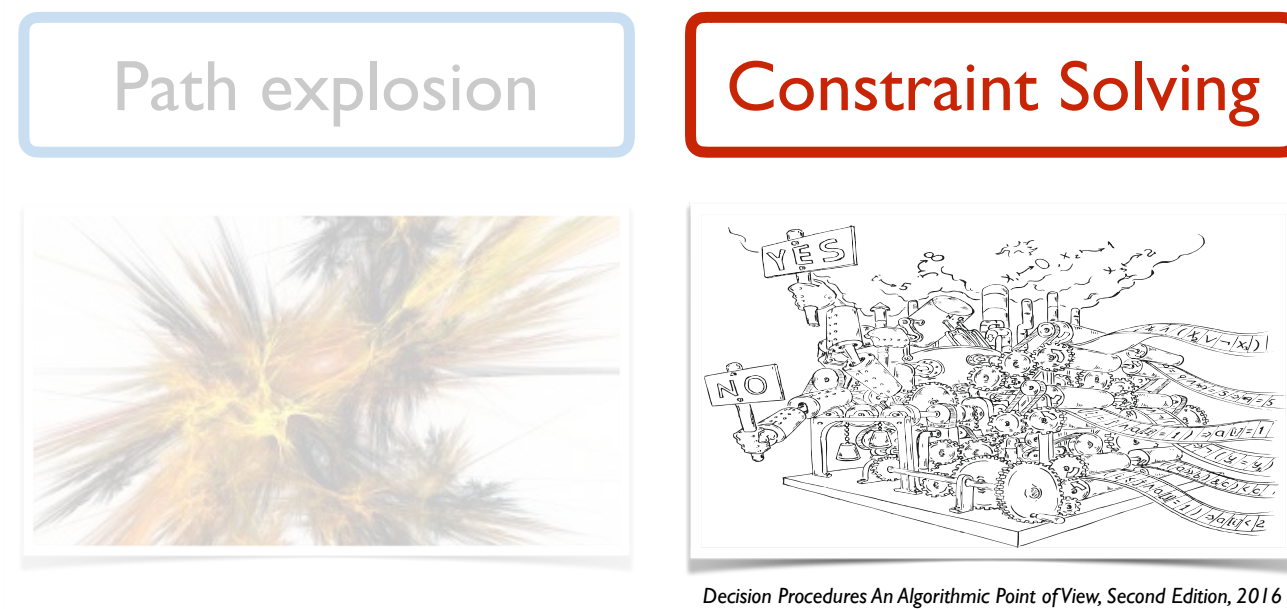 Path explosion
Constraint Solving
YES
NO
Decision Procedures An Algorithmic Point of View, Second Edition, 2016